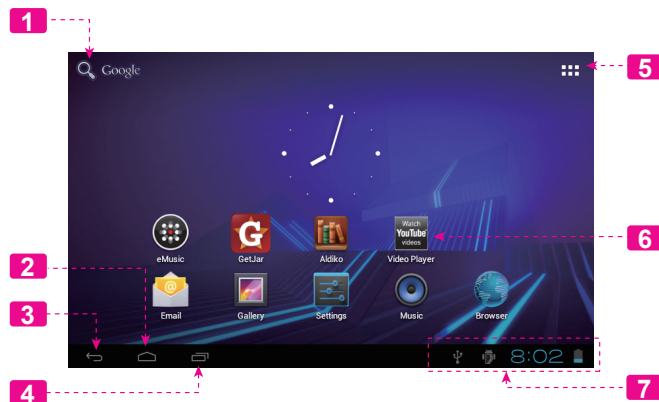 1
Google
5
G
Watch
YouTube
videos
6
eMusic
GetJar
Aldiko
Video Player
2
@
3
Email
Gallery
Settings
Music
Browser
8:02
4
7